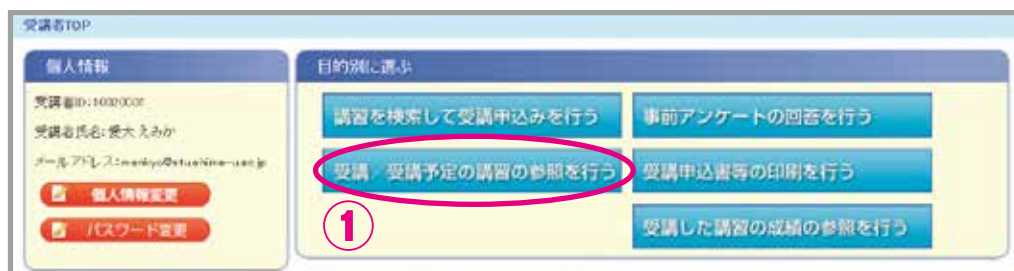 受講者TOP
個人情報
受講者ID:
受講者氏名:愛大 えみか
メールアドレス:
個人情報変更
パスワード変更
目的別に選ぶ
講習を検索して受講申込みを行う
事前アンケートの回答を行う
受講／受講予定の講習の参照を行う
受講申込書等の印刷を行う
①
受講した講習の成績の参照を行う